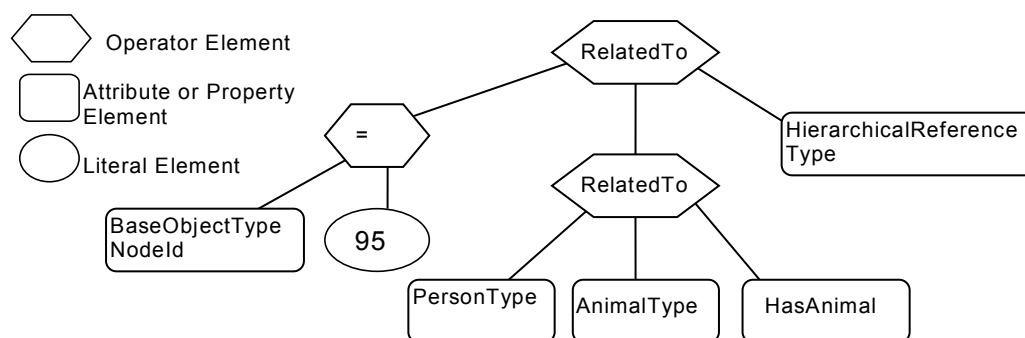 Operator Element
Attribute or Property
Element
Literal Element
RelatedTo
=
HierarchicalReference
Type
RelatedTo
BaseObjectType
NodeId
95
PersonType
AnimalType
HasAnimal